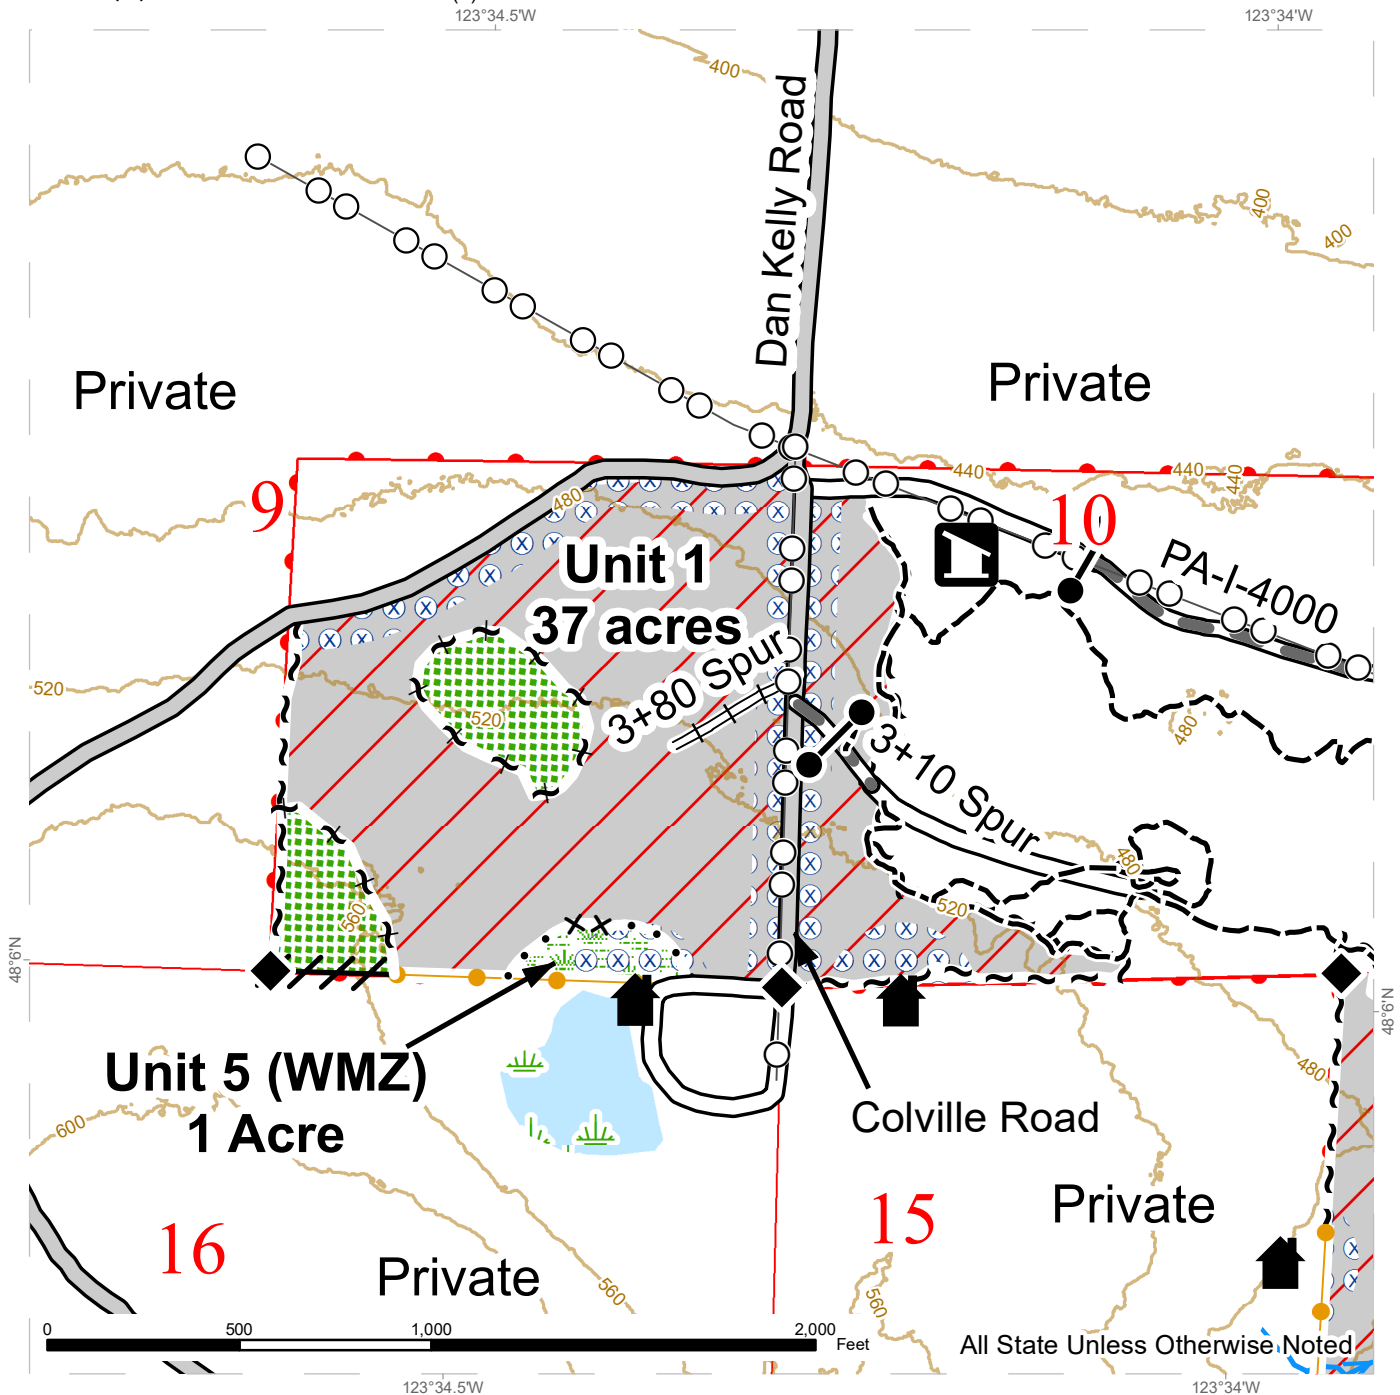 123°34.5'W
123°34'W
400
Dan Kelly Road
400
400
Private
Private
440
440
440
9
480
10
Unit 1
37 acres
PA-I-4000
3+80 Spur
520
520
480
3+10 Spur
480
560
520
48°6'N
48°6'N
Unit 5 (WMZ)
1 Acre
600
480
Colville Road
Private
15
16
Private
560
560
0
500
1,000
2,000
Feet
All State Unless Otherwise Noted
123°34.5'W
123°34'W